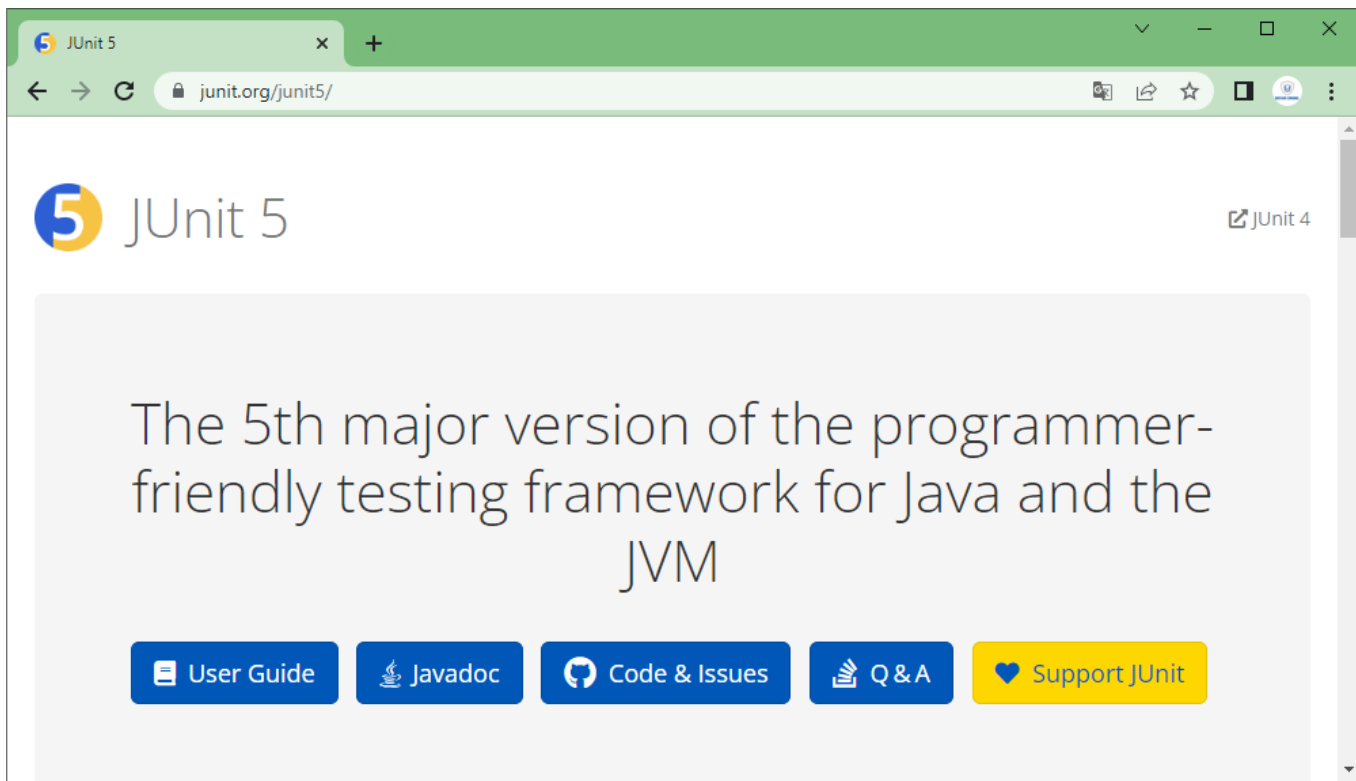 JUnit 5
junit.org/junit5/
5 JUnit 5
JUnit 4
The 5th major version of the programmer-
friendly testing framework for Java and the
JVM
User Guide
Javadoc
Code & Issues
Q & A
Support JUnit